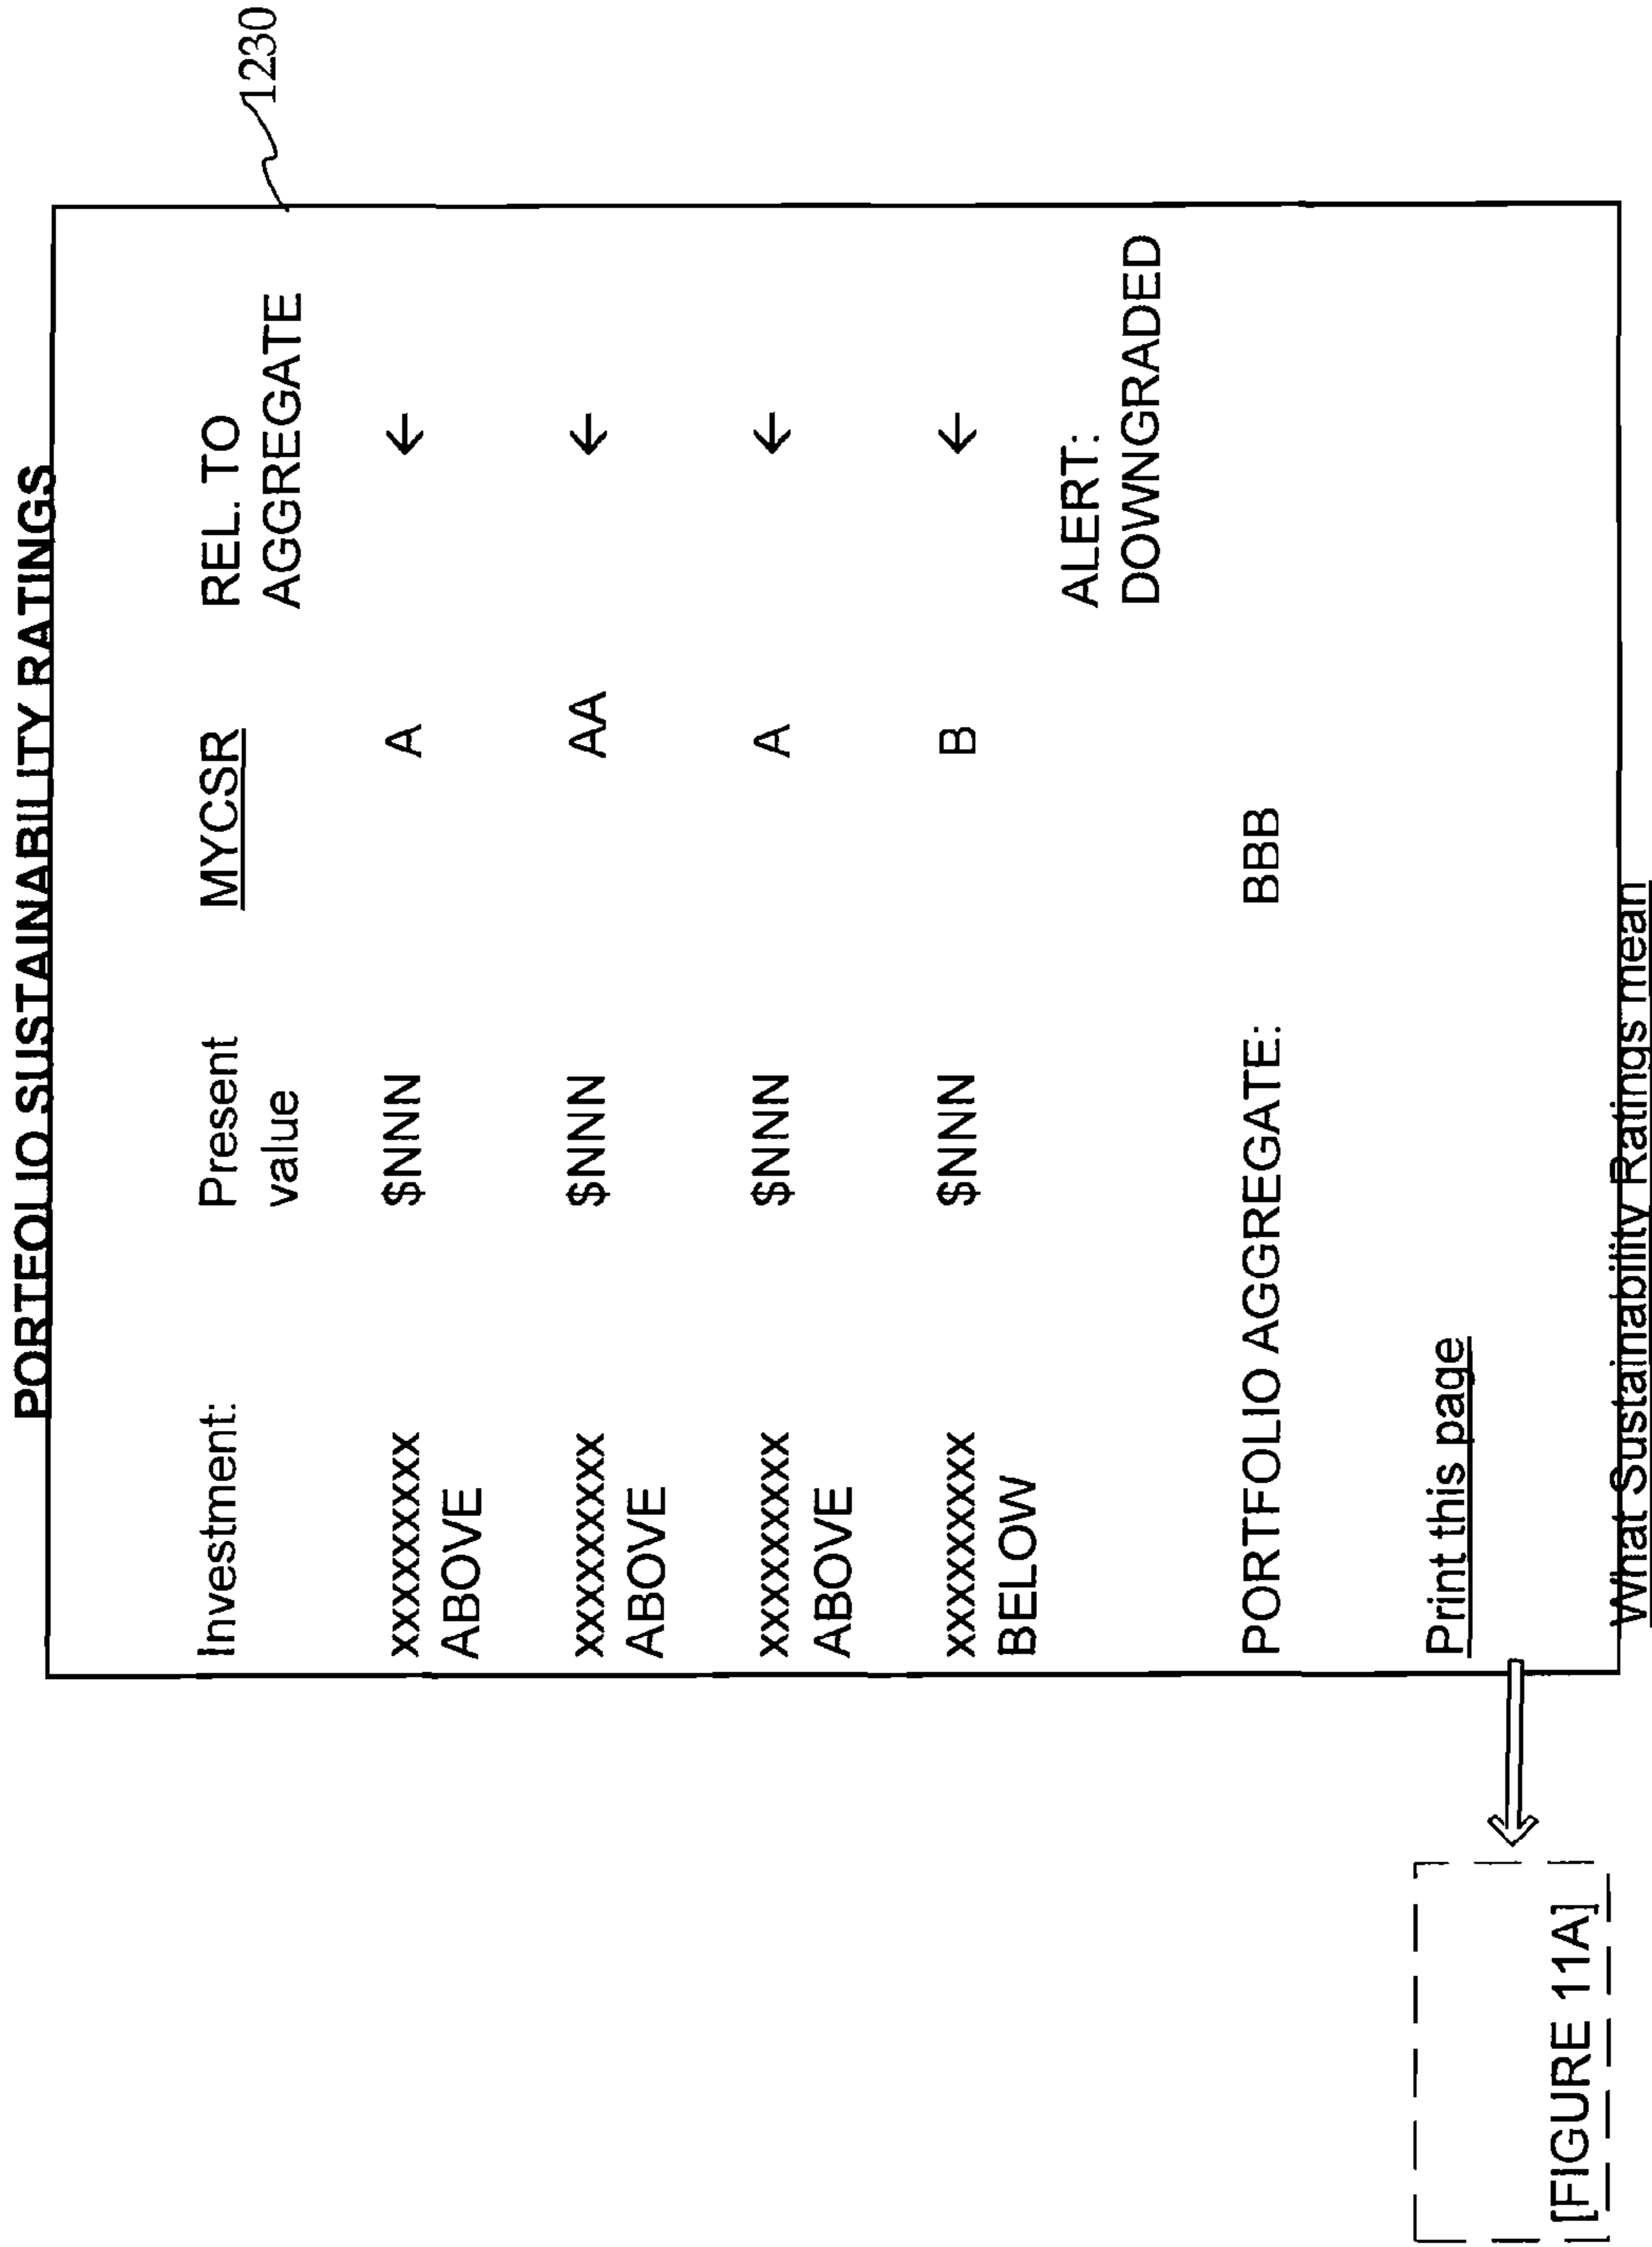 PORTFOLIO SUSTAINABILITY RATINGS
1230
Investment: Present value MYCSR REL. TO AGGREGATE
xxxxxxxxx $NNN A ←
ABOVE
xxxxxxxxx $NNN AA ←
ABOVE
xxxxxxxxx $NNN A ←
ABOVE
xxxxxxxxx $NNN B ←
BELOW
ALERT:
DOWNGRADED
PORTFOLIO AGGREGATE: BBB
Print this page
What Sustainability Ratings mean
[FIGURE 11A]